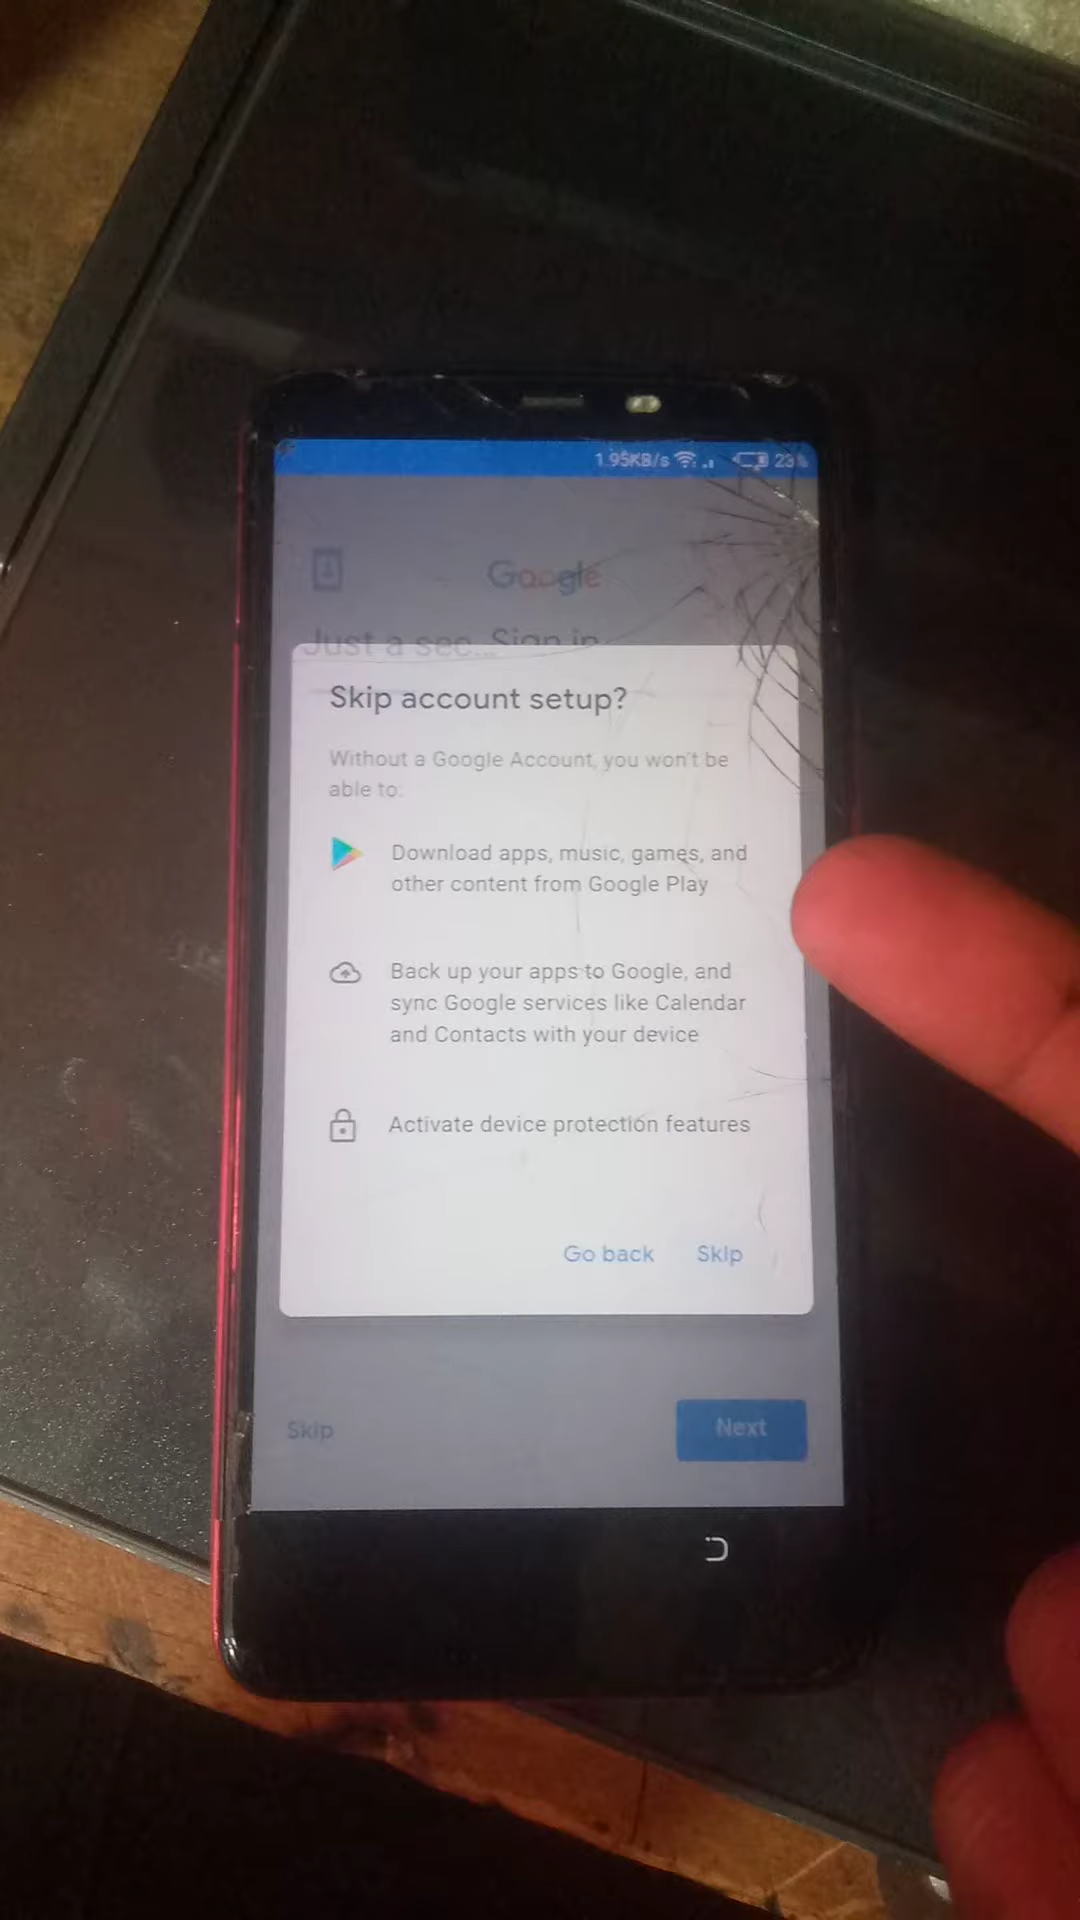 1.95KB/s 23%
Google
Just a sec... Sign in
Skip account setup?
Without a Google Account, you won't be
able to:
Download apps, music, games, and
other content from Google Play
Back up your apps to Google, and
sync Google services like Calendar
and Contacts with your device
Activate device protection features
Go back Skip
Skip Next